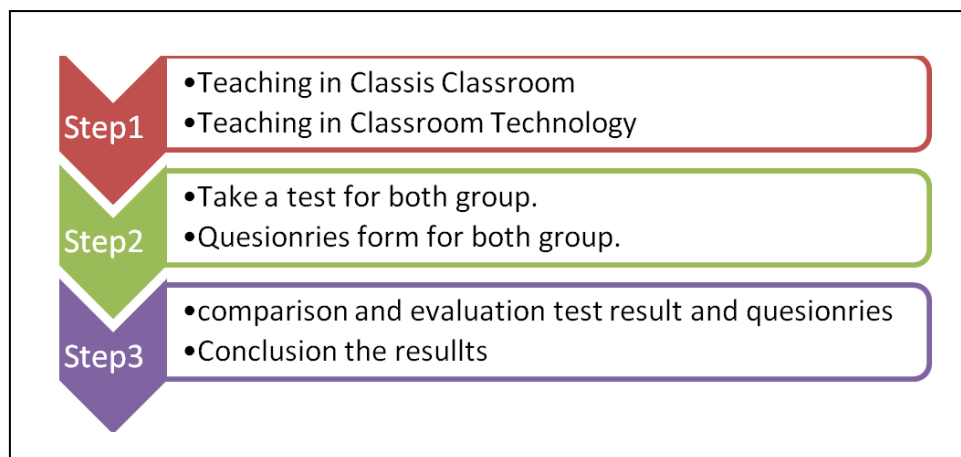 Step1
•Teaching in Classis Classroom
•Teaching in Classroom Technology
Step2
•Take a test for both group.
•Quesionries form for both group.
Step3
•comparison and evaluation test result and quesionries
•Conclusion the resullts